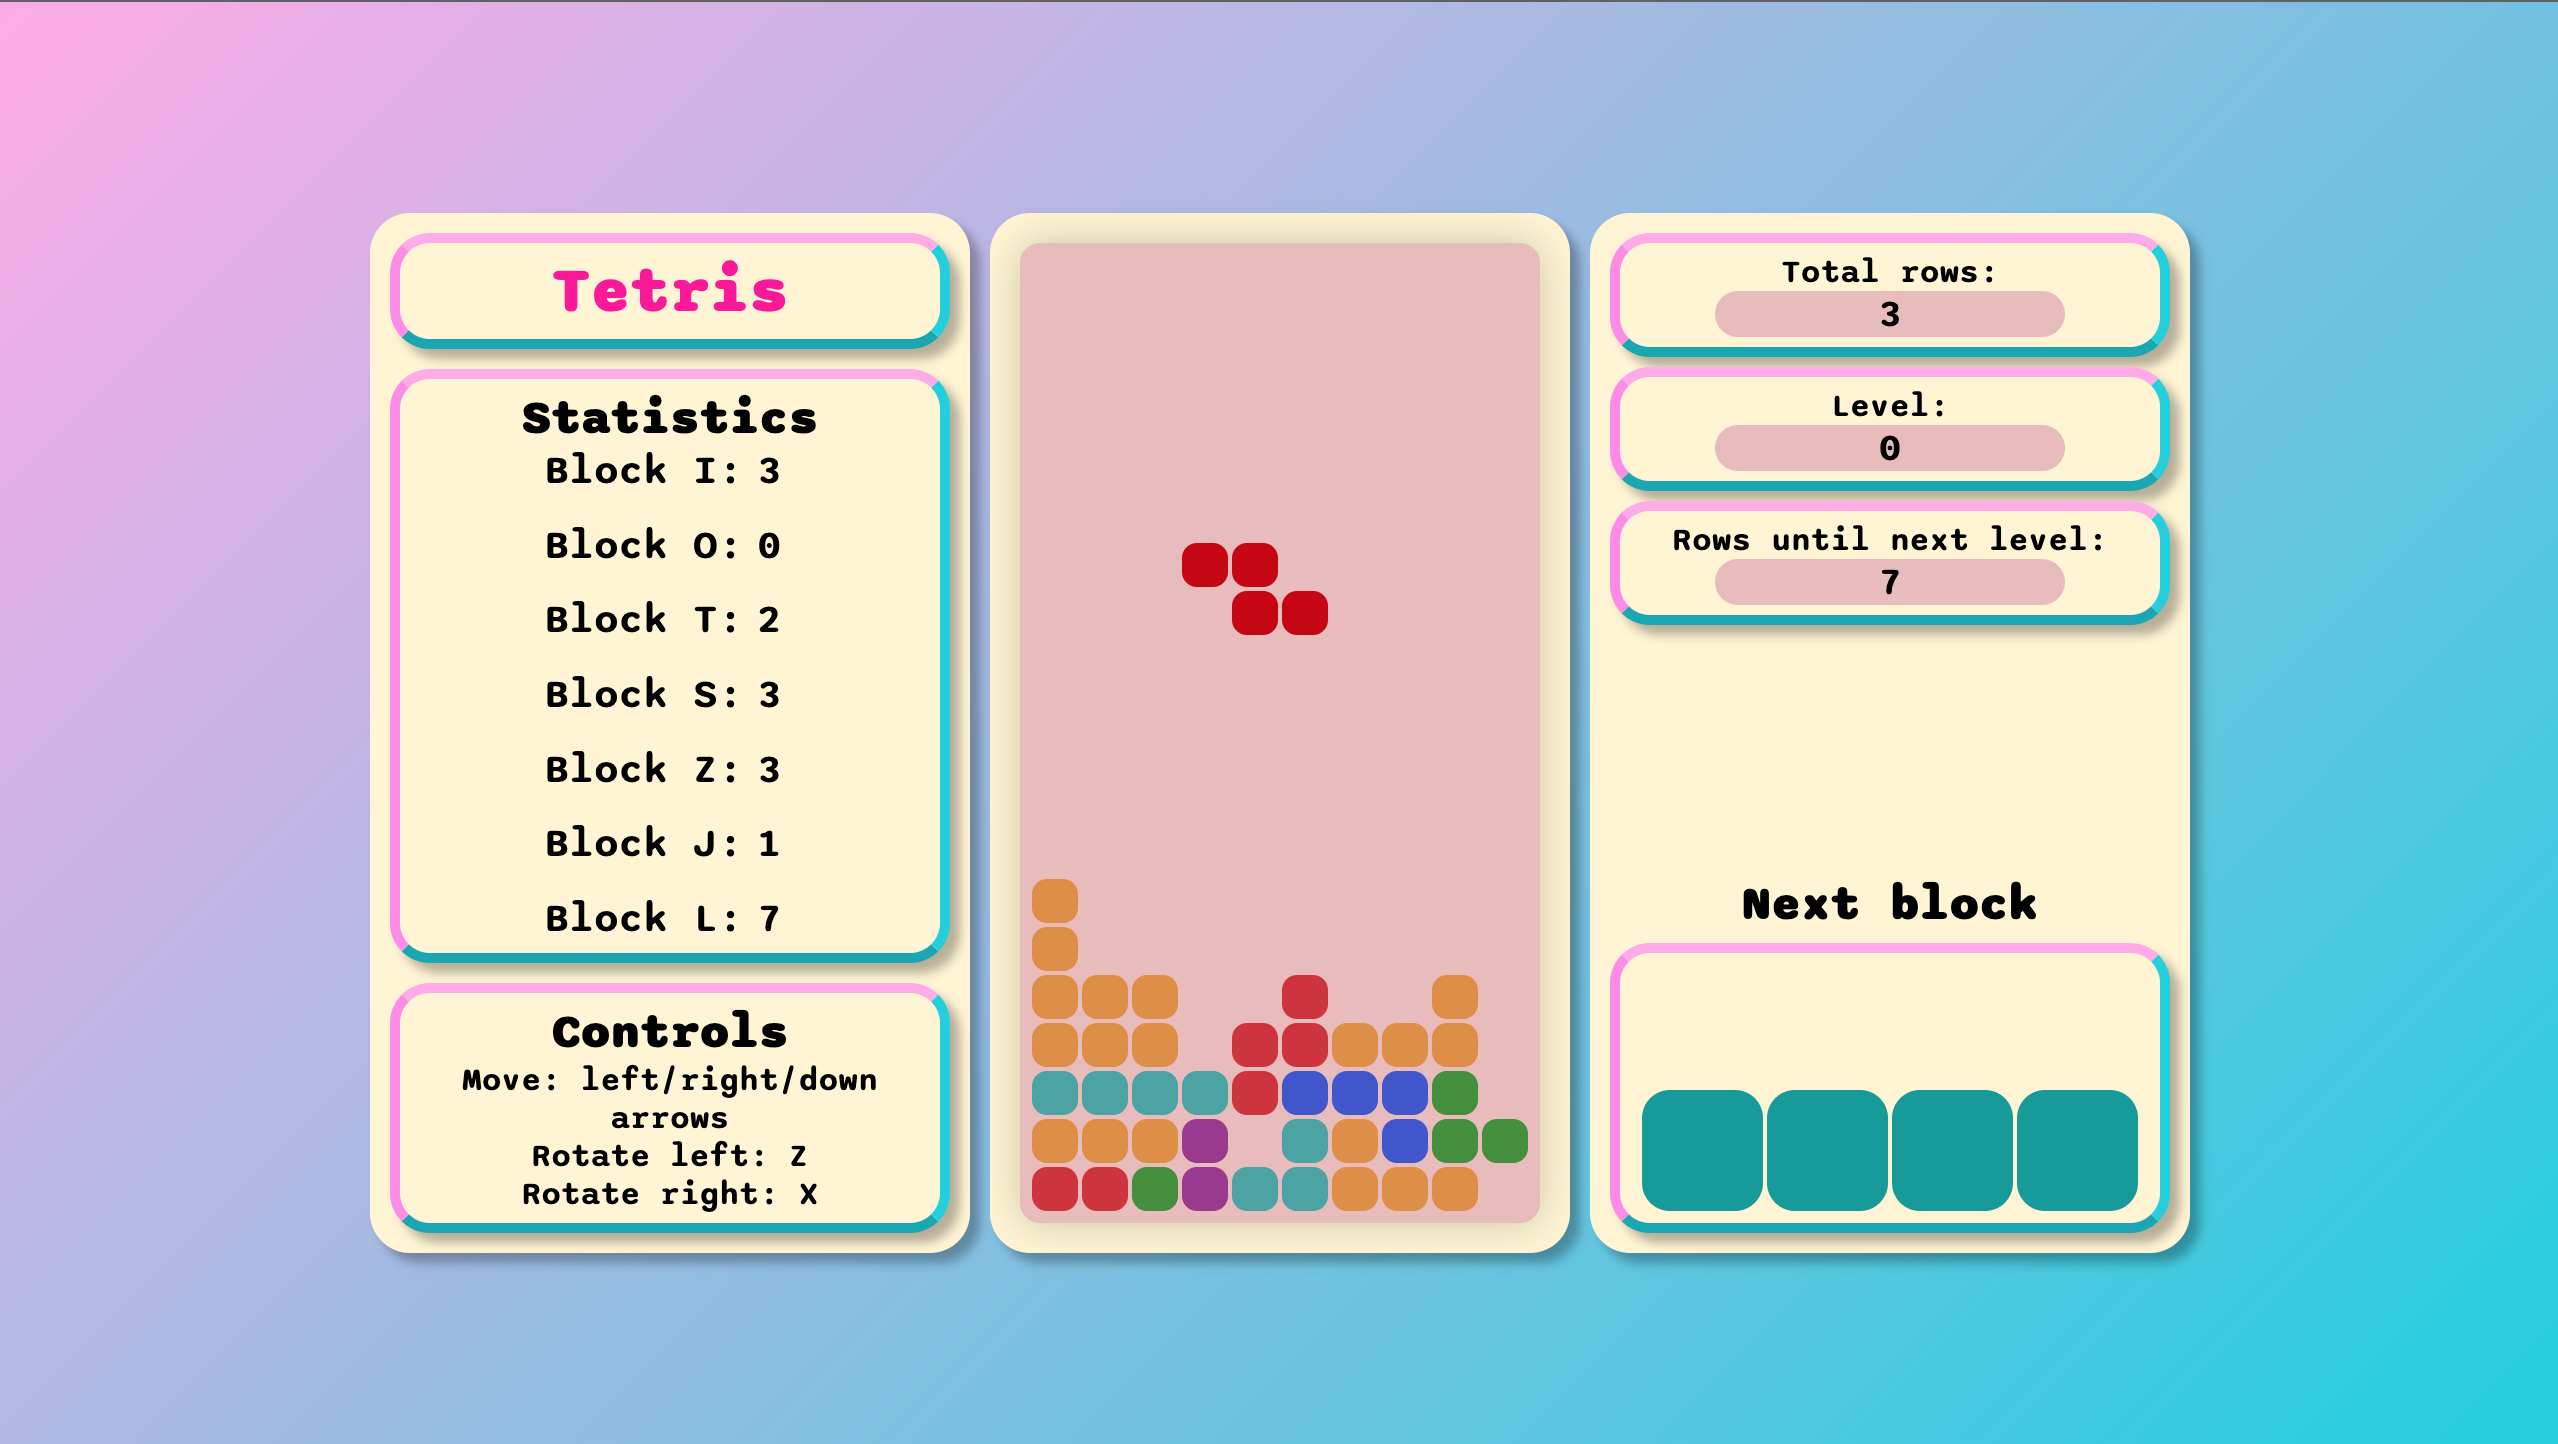 Tetris
Statistics
Block I: 3
Block O: 0
Block T: 2
Block S: 3
Block Z: 3
Block J: 1
Block L: 7
Controls
Move: left/right/down
arrows
Rotate left: Z
Rotate right: X
Total rows:
3
Level:
0
Rows until next level:
7
Next block